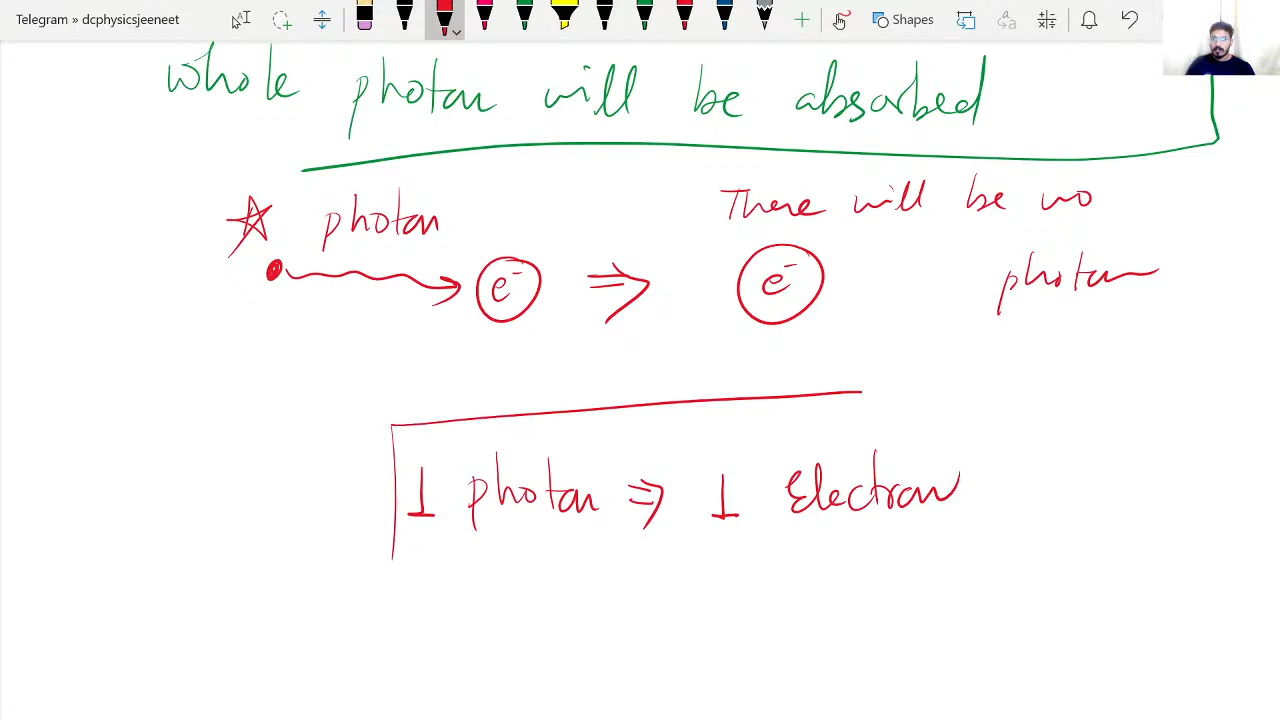 Telegram » dcphysicsjeeneet
Shapes
whole photon will be absorbed
photon
There will be no
photon
e⁻ ⇒ e⁻
1 photon ⇒ 1 Electron